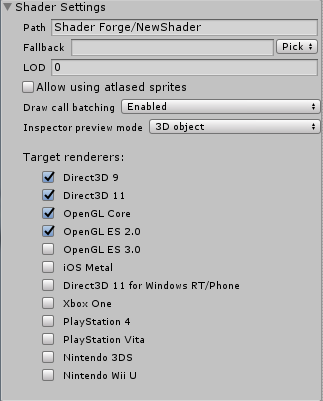 Shader Settings
Path Shader Forge/NewShader
Fallback Pick
LOD 0
Allow using atlased sprites
Draw call batching Enabled
Inspector preview mode 3D object
Target renderers:
Direct3D 9
Direct3D 11
OpenGL Core
OpenGL ES 2.0
OpenGL ES 3.0
iOS Metal
Direct3D 11 for Windows RT/Phone
Xbox One
PlayStation 4
PlayStation Vita
Nintendo 3DS
Nintendo Wii U